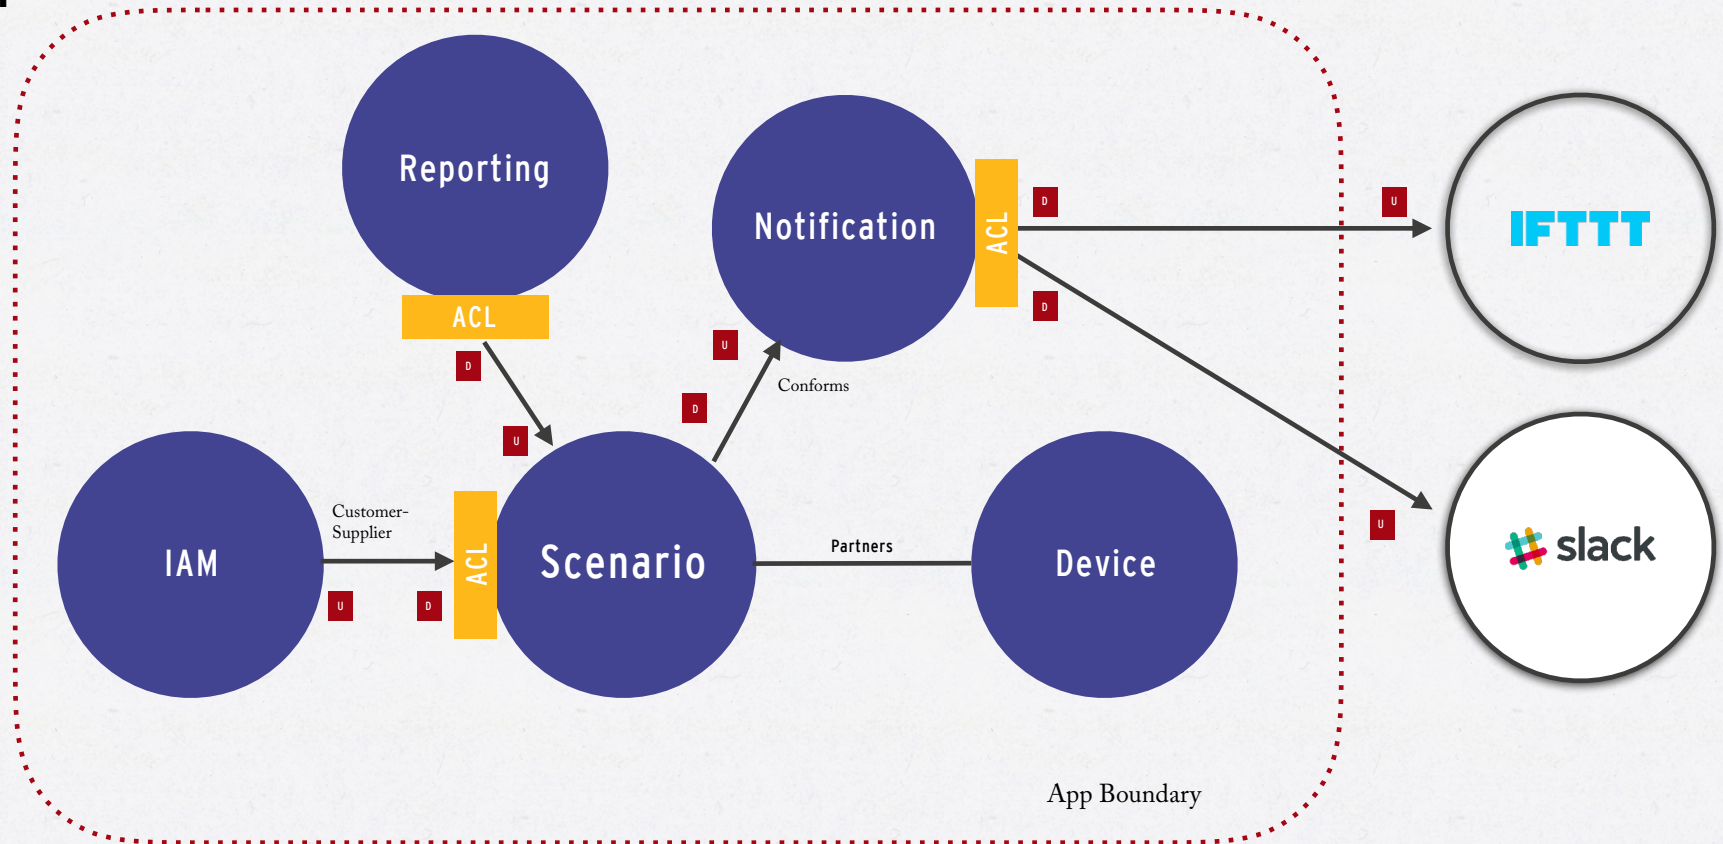 Reporting
ACL
D
U
Notification
ACL
D
U
IFTTT
D
U
U
D
Conforms
IAM
Customer-
Supplier
U
D
ACL
Scenario
Partners
Device
slack
App Boundary